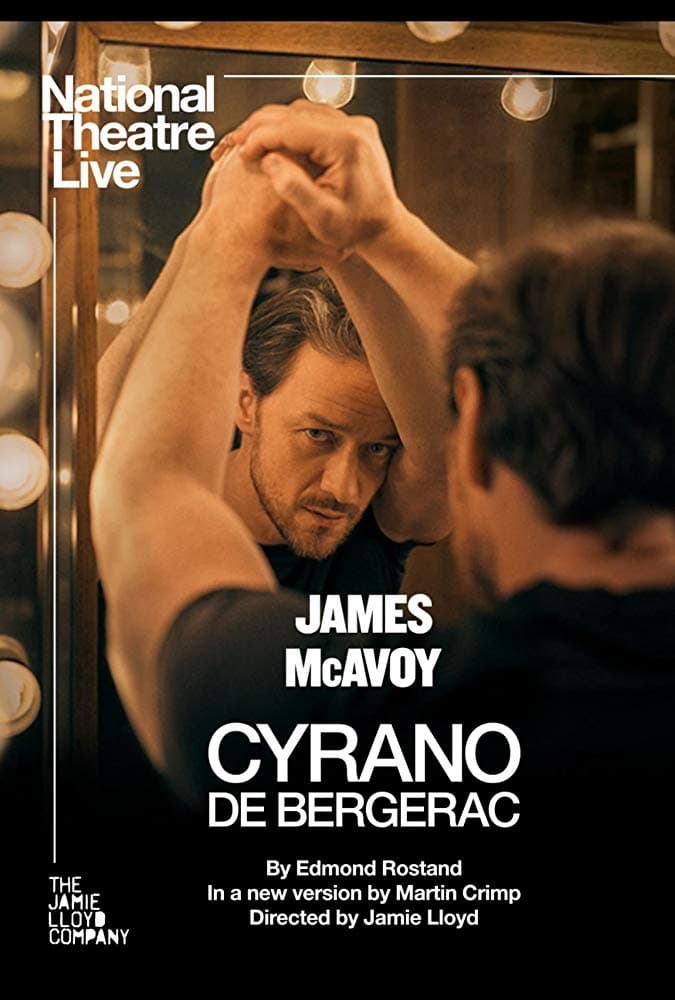 National
Theatre
Live
JAMES
McAVOY
CYRANO
DE BERGERAC
By Edmond Rostand
In a new version by Martin Crimp
Directed by Jamie Lloyd
THE
JAMIE
LLOYD
COMPANY